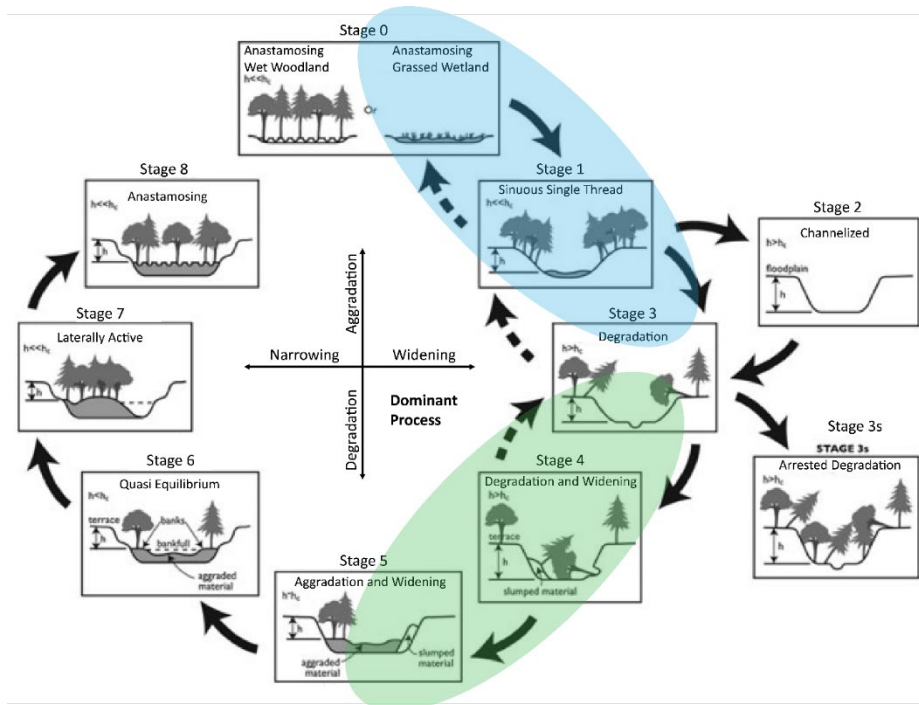 Stage 0
Anastamosing
Wet Woodland
h<<hc
Or
Anastamosing
Grassed Wetland
Stage 1
Sinuous Single Thread
h<<hc
h
Stage 2
Channelized
h>hc
floodplain
h
Stage 3
Degradation
h>hc
h
Stage 3s
STAGE 3s
Arrested Degradation
h>hc
h
Stage 4
Degradation and Widening
h>hc
terrace
h
slumped material
Stage 5
Aggradation and Widening
h~hc
h
aggraded
material
slumped
material
Stage 6
Quasi Equilibrium
h<hc
terrace
h
banks
bankfull
aggraded
material
Stage 7
Laterally Active
h<<hc
h
Stage 8
Anastamosing
h<<hc
h
Aggradation
Narrowing
Widening
Degradation
Dominant
Process